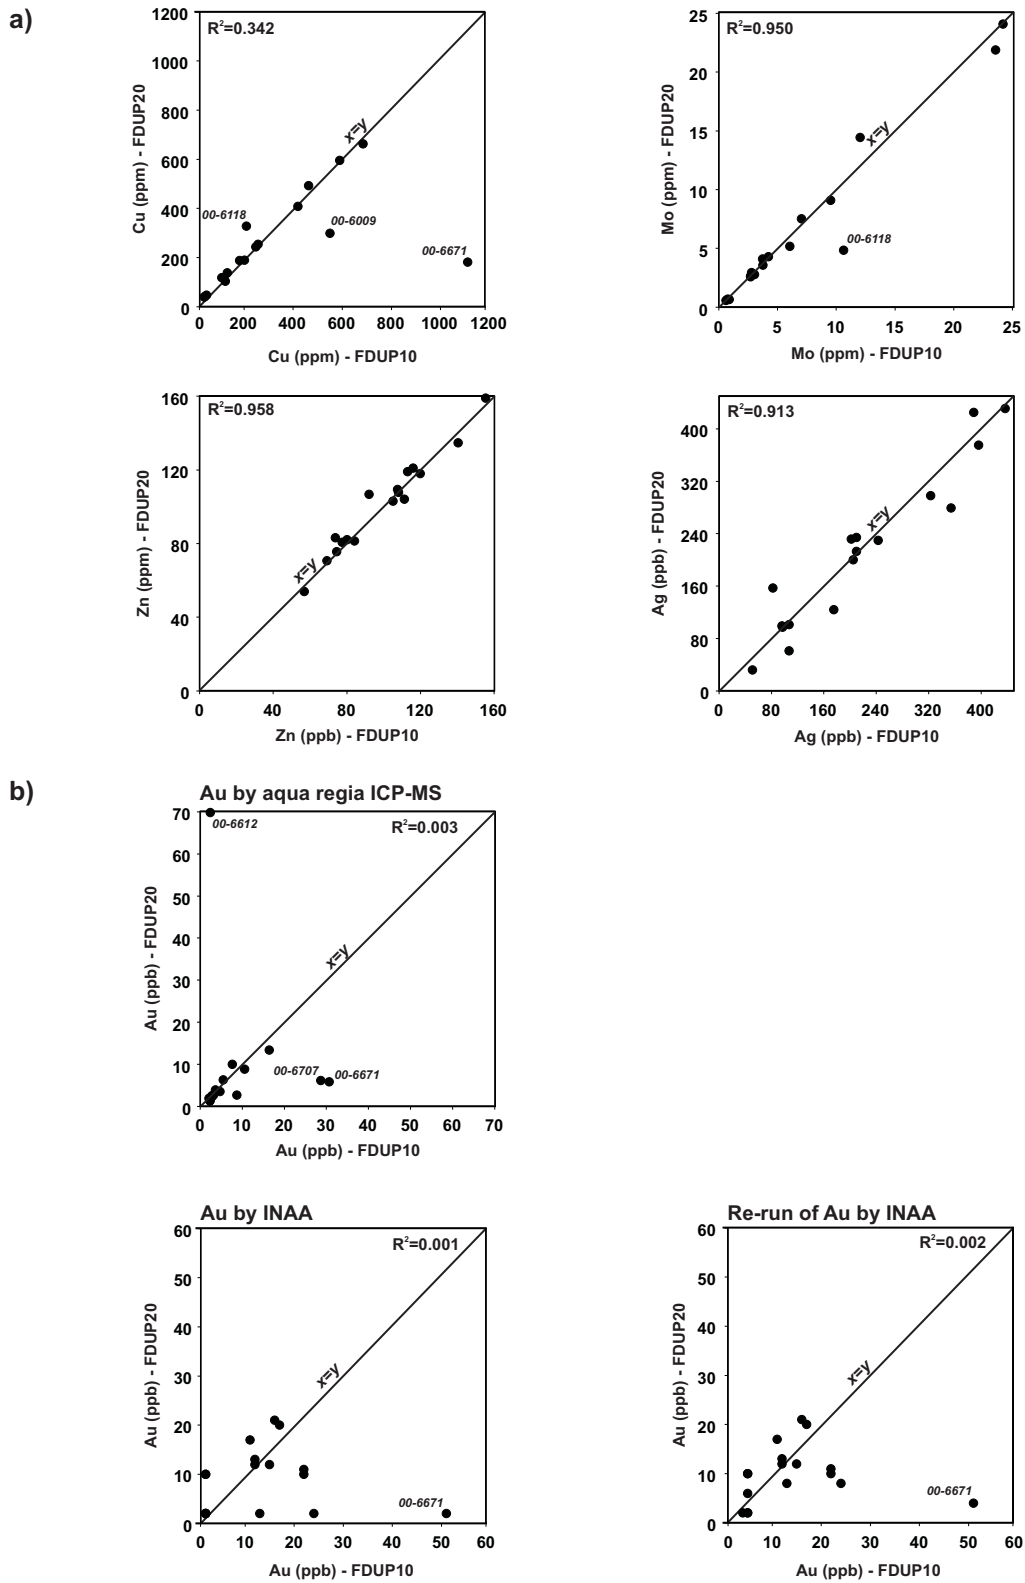 a)
R²=0.342
1200
1000
800
600
400
200
0
Cu (ppm) - FDUP20
x=y
00-6118
00-6009
00-6671
0 200 400 600 800 1000 1200
Cu (ppm) - FDUP10
R²=0.950
25
20
15
10
5
0
Mo (ppm) - FDUP20
x=y
00-6118
0 5 10 15 20 25
Mo (ppm) - FDUP10
R²=0.958
160
120
80
40
0
Zn (ppm) - FDUP20
x=y
0 40 80 120 160
Zn (ppb) - FDUP10
R²=0.913
400
320
240
160
80
0
Ag (ppb) - FDUP20
x=y
0 80 160 240 320 400
Ag (ppb) - FDUP10
b)
Au by aqua regia ICP-MS
R²=0.003
70
60
50
40
30
20
10
0
Au (ppb) - FDUP20
00-6612
x=y
00-6707 00-6671
0 10 20 30 40 50 60 70
Au (ppb) - FDUP10
Au by INAA
R²=0.001
60
50
40
30
20
10
0
Au (ppb) - FDUP20
x=y
00-6671
0 10 20 30 40 50 60
Au (ppb) - FDUP10
Re-run of Au by INAA
R²=0.002
60
50
40
30
20
10
0
Au (ppb) - FDUP20
x=y
00-6671
0 10 20 30 40 50 60
Au (ppb) - FDUP10